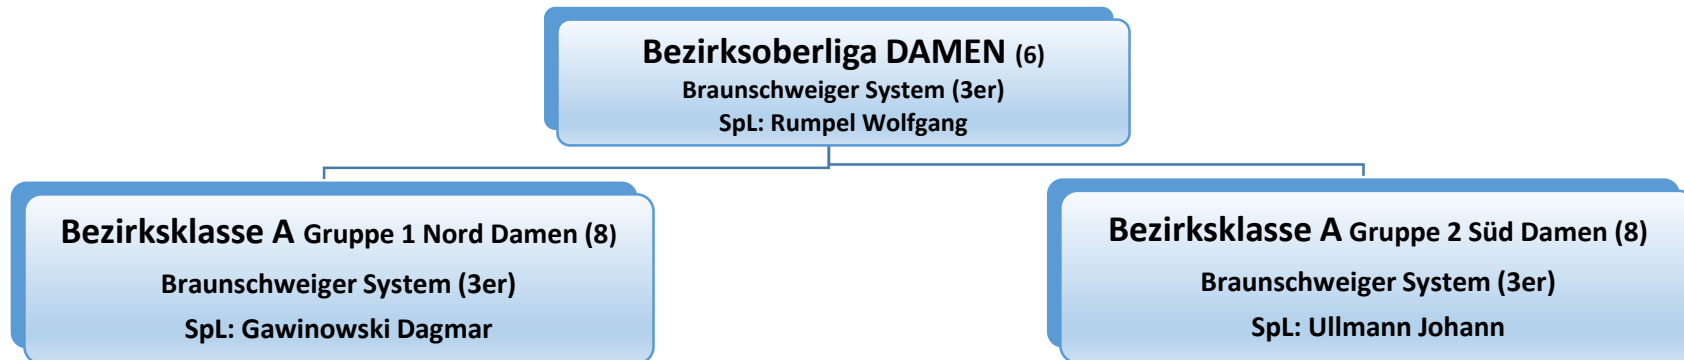 Bezirksoberliga DAMEN (6)
Braunschweiger System (3er)
SpL: Rumpel Wolfgang
Bezirksklasse A Gruppe 1 Nord Damen (8)
Braunschweiger System (3er)
SpL: Gawinowski Dagmar
Bezirksklasse A Gruppe 2 Süd Damen (8)
Braunschweiger System (3er)
SpL: Ullmann Johann